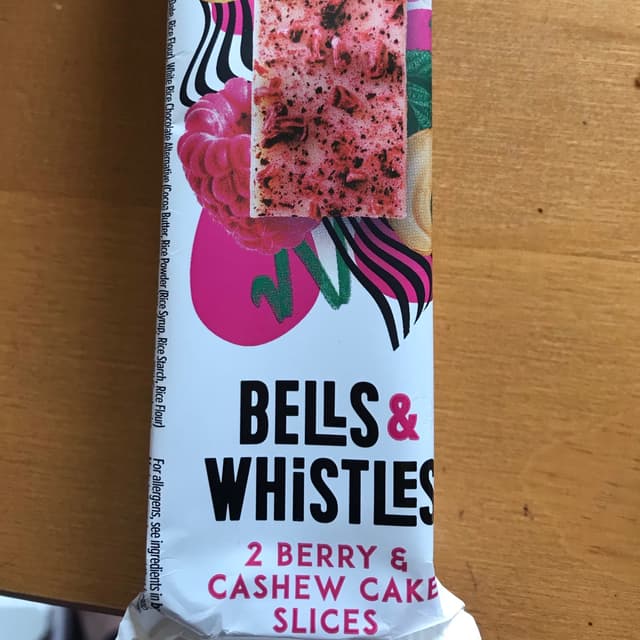 Date, Rice Flour), White Rice Chocolate Alternative (Cocoa Butter, Rice Powder (Rice Syrup, Rice Starch, Rice Flour)
For allergens, see ingredients in
BELLS &
WHiSTLES
2 BERRY &
CASHEW CAKE
SLICES